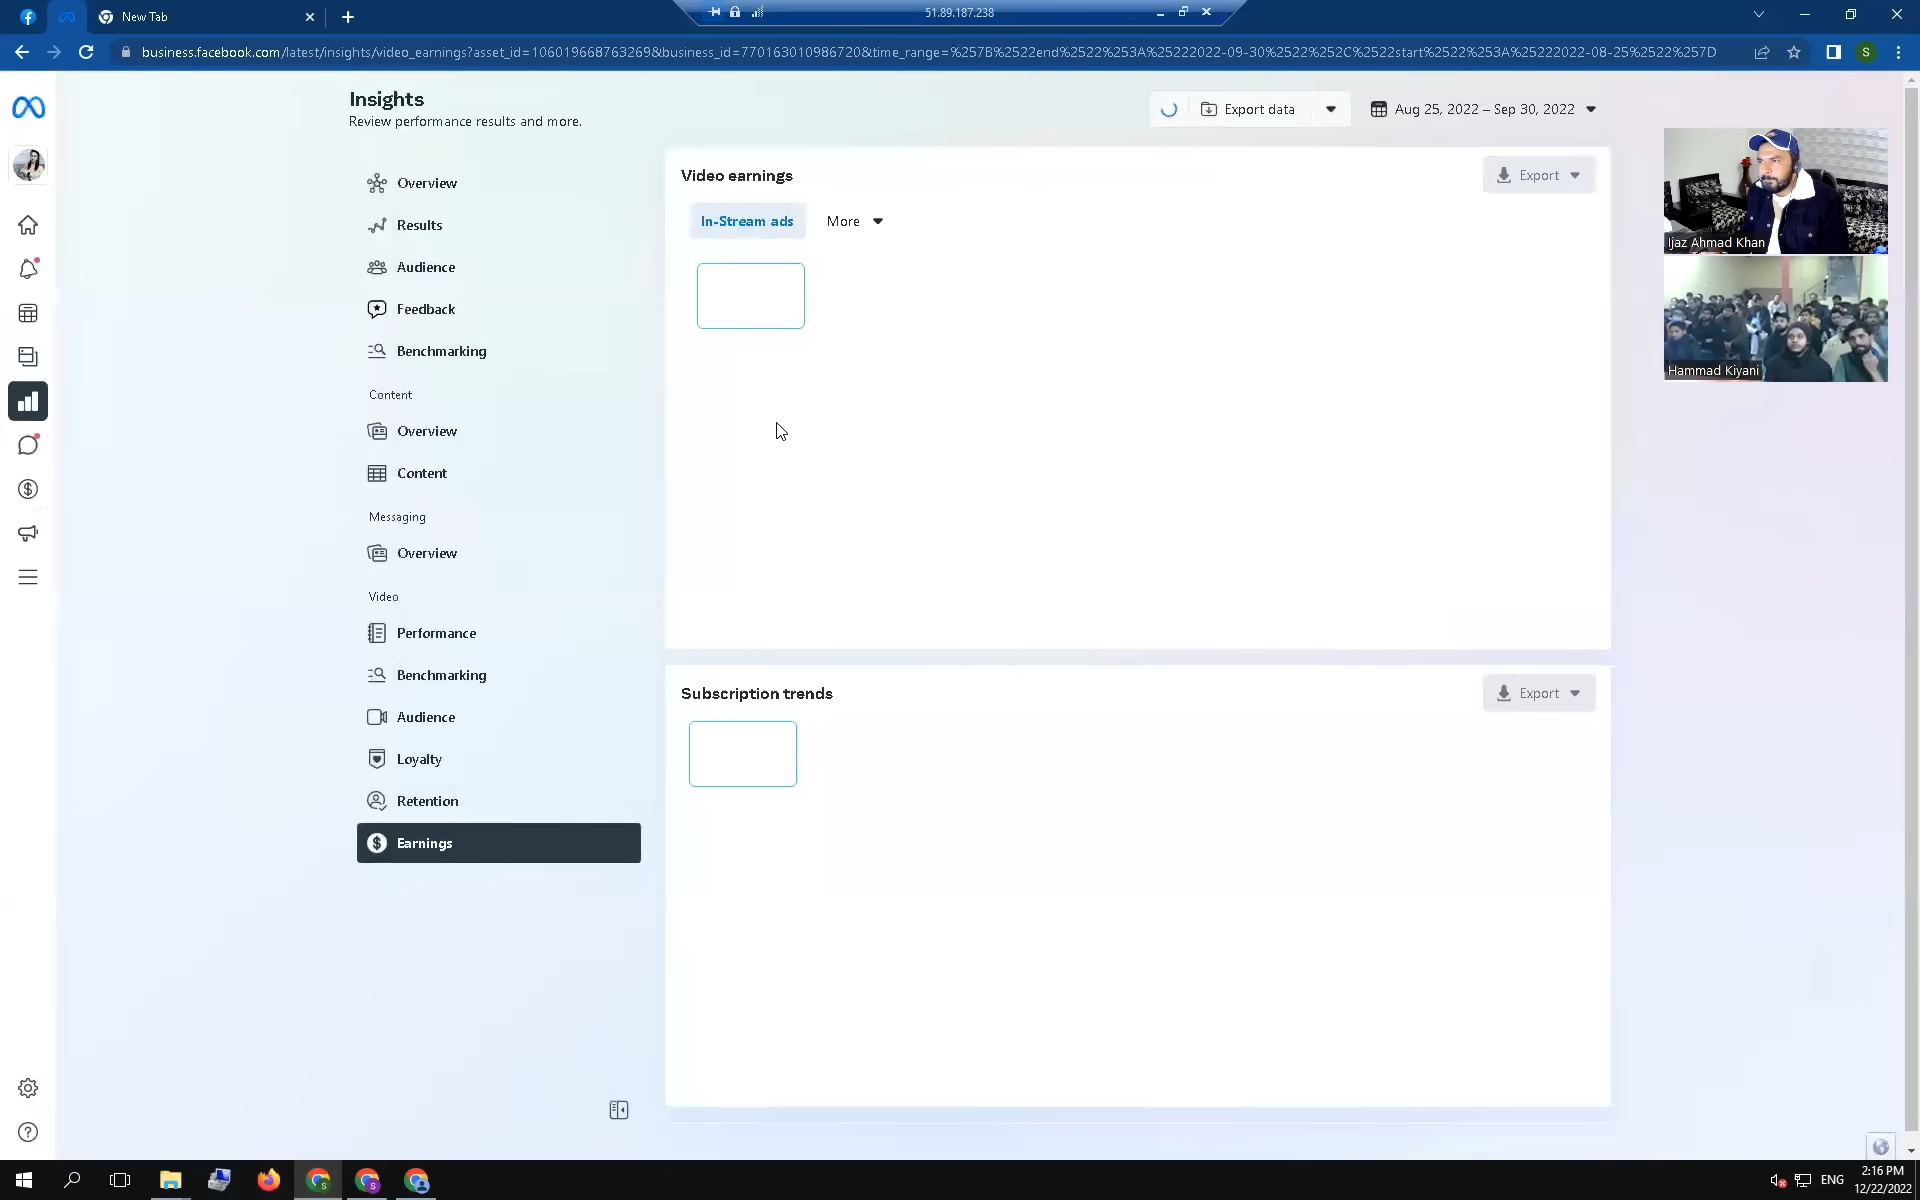 New Tab
51.89.187.238
business.facebook.com/latest/insights/video_earnings?asset_id=106019668763269&business_id=770163010986720&time_range=%257B%2522end%2522%253A%25222022-09-30%2522%252C%2522start%2522%253A%25222022-08-25%2522%257D
S
Insights
Review performance results and more.
Export data
Aug 25, 2022 – Sep 30, 2022
Overview
Results
Audience
Feedback
Benchmarking
Content
Overview
Content
Messaging
Overview
Video
Performance
Benchmarking
Audience
Loyalty
Retention
Earnings
Video earnings
Export
In-Stream ads
More
Subscription trends
Export
Ijaz Ahmad Khan
Hammad Kiyani
ENG
2:16 PM
12/22/2022